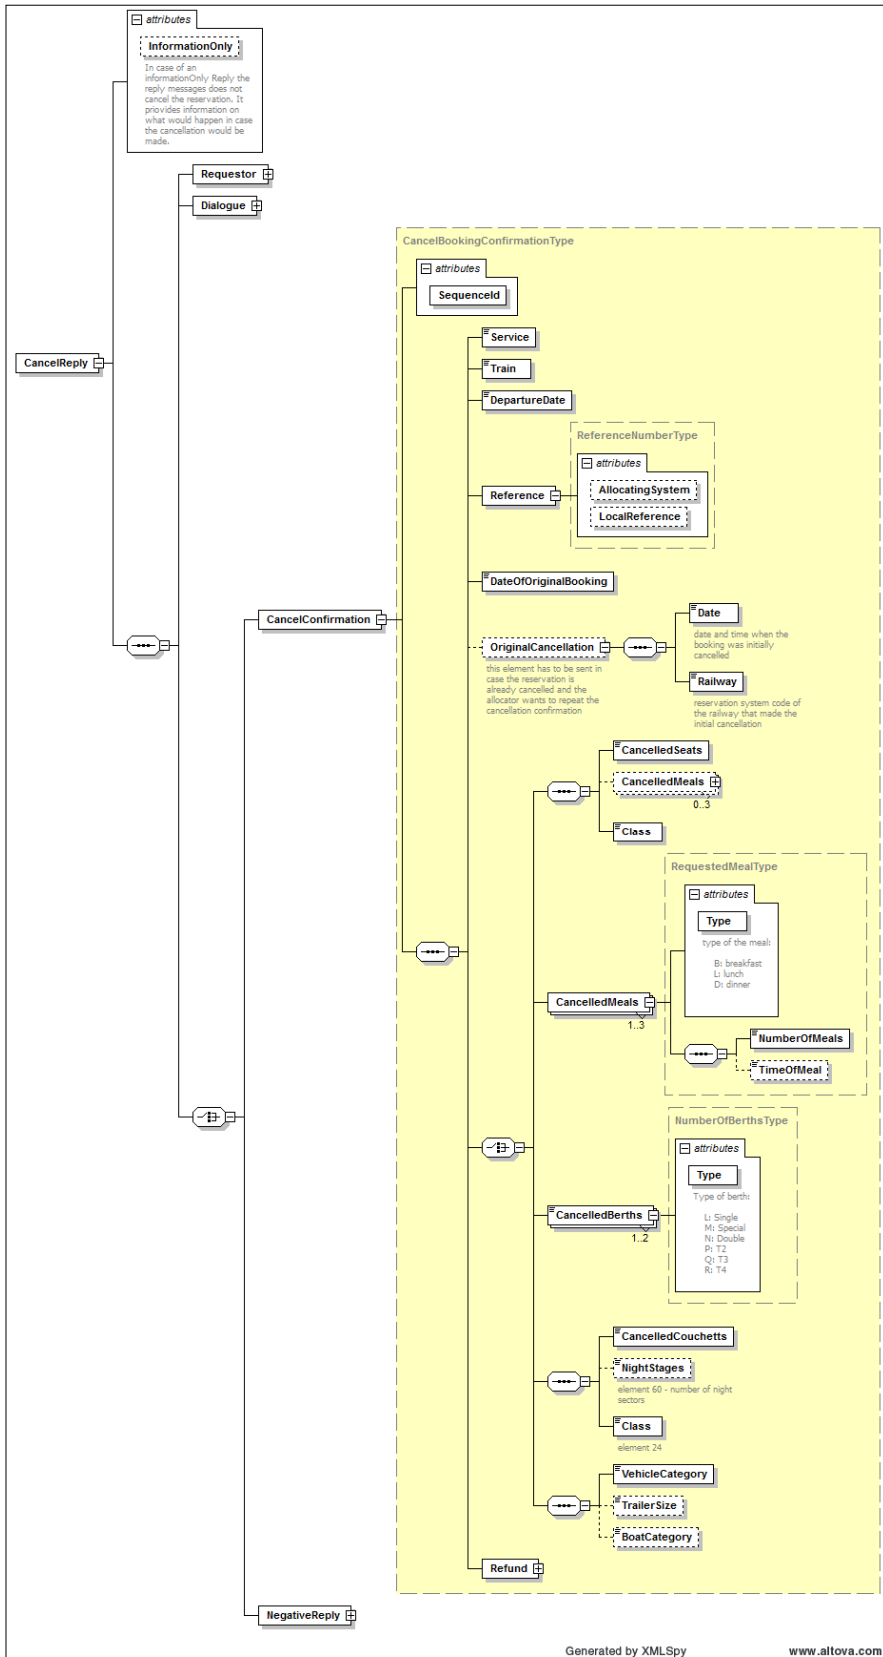 attributes
InformationOnly
In case of an
informationOnly Reply the
reply messages does not
cancel the reservation. It
priovides information on
what would happen in case
the cancellation would be
made.
Requestor
Dialogue
CancelBookingConfirmationType
attributes
SequenceId
Service
Train
CancelReply
DepartureDate
ReferenceNumberType
attributes
AllocatingSystem
Reference
LocalReference
DateOfOriginalBooking
Date
CancelConfirmation
date and time when the
booking was initially
cancelled
OriginalCancellation
this element has to be sent in
case the reservation is
already cancelled and the
allocator wants to repeat the
cancellation confirmation
Railway
reservation system code of
the railway that made the
initial cancellation
CancelledSeats
CancelledMeals
0..3
Class
RequestedMealType
attributes
Type
type of the meal:
B: breakfast
L: lunch
D: dinner
CancelledMeals
1..3
NumberOfMeals
TimeOfMeal
NumberOfBerthsType
attributes
Type
Type of berth:
L: Single
M: Special
N: Double
P: T2
Q: T3
R: T4
CancelledBerths
1..2
CancelledCouchetts
NightStages
element 60 - number of night
sectors
Class
element 24
VehicleCategory
TrailerSize
BoatCategory
Refund
NegativeReply
Generated by XMLSpy
www.altova.com